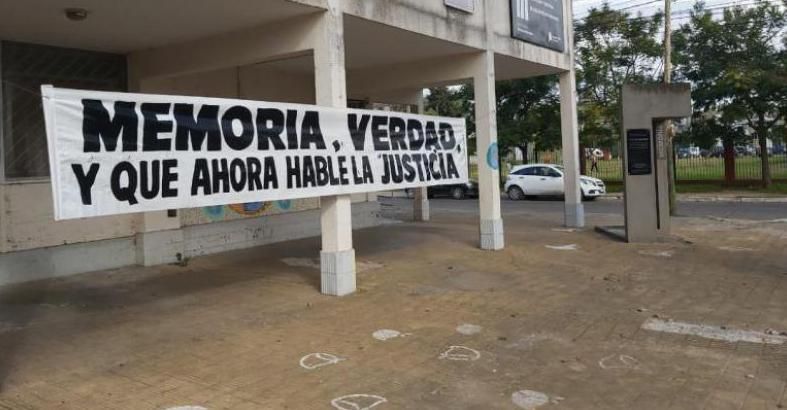 MEMORIA, VERDAD,
Y QUE AHORA HABLE LA JUSTICIA